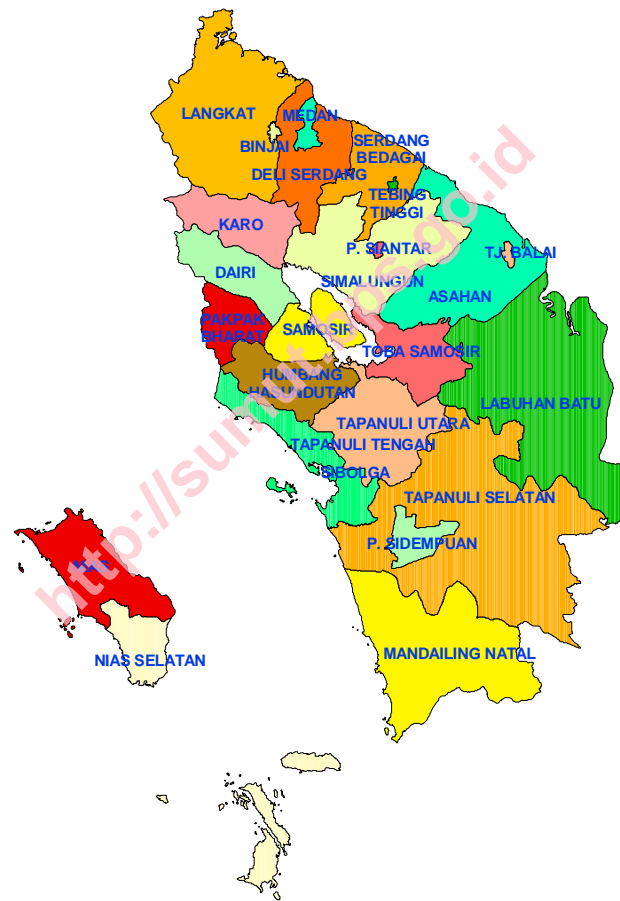 LANGKAT
MEDAN
BINJAI
SERDANG
BEDAGAI
DELI SERDANG
TEBING
TINGGI
KARO
P. SIANTAR
TJ. BALAI
DAIRI
SIMALUNGUN
ASAHAN
PAKPAK
BHARAT
SAMOSIR
TOBA SAMOSIR
HUMBANG
HASUNDUTAN
LABUHAN BATU
TAPANULI UTARA
TAPANULI TENGAH
SIBOLGA
TAPANULI SELATAN
P. SIDEMPUAN
NIAS
NIAS SELATAN
MANDAILING NATAL
http://sumut.bps.go.id